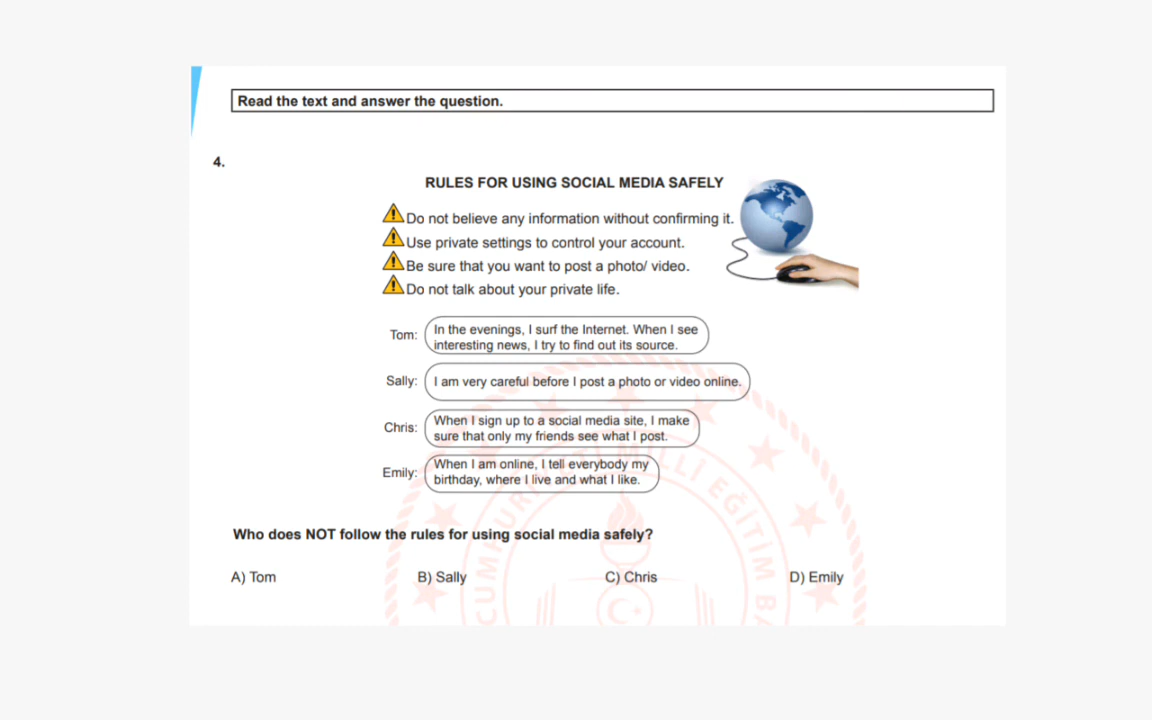 Read the text and answer the question.
4.
RULES FOR USING SOCIAL MEDIA SAFELY
Do not believe any information without confirming it.
Use private settings to control your account.
Be sure that you want to post a photo/ video.
Do not talk about your private life.
Tom: In the evenings, I surf the Internet. When I see
interesting news, I try to find out its source.
Sally: I am very careful before I post a photo or video online.
Chris: When I sign up to a social media site, I make
sure that only my friends see what I post.
Emily: When I am online, I tell everybody my
birthday, where I live and what I like.
Who does NOT follow the rules for using social media safely?
A) Tom B) Sally C) Chris D) Emily